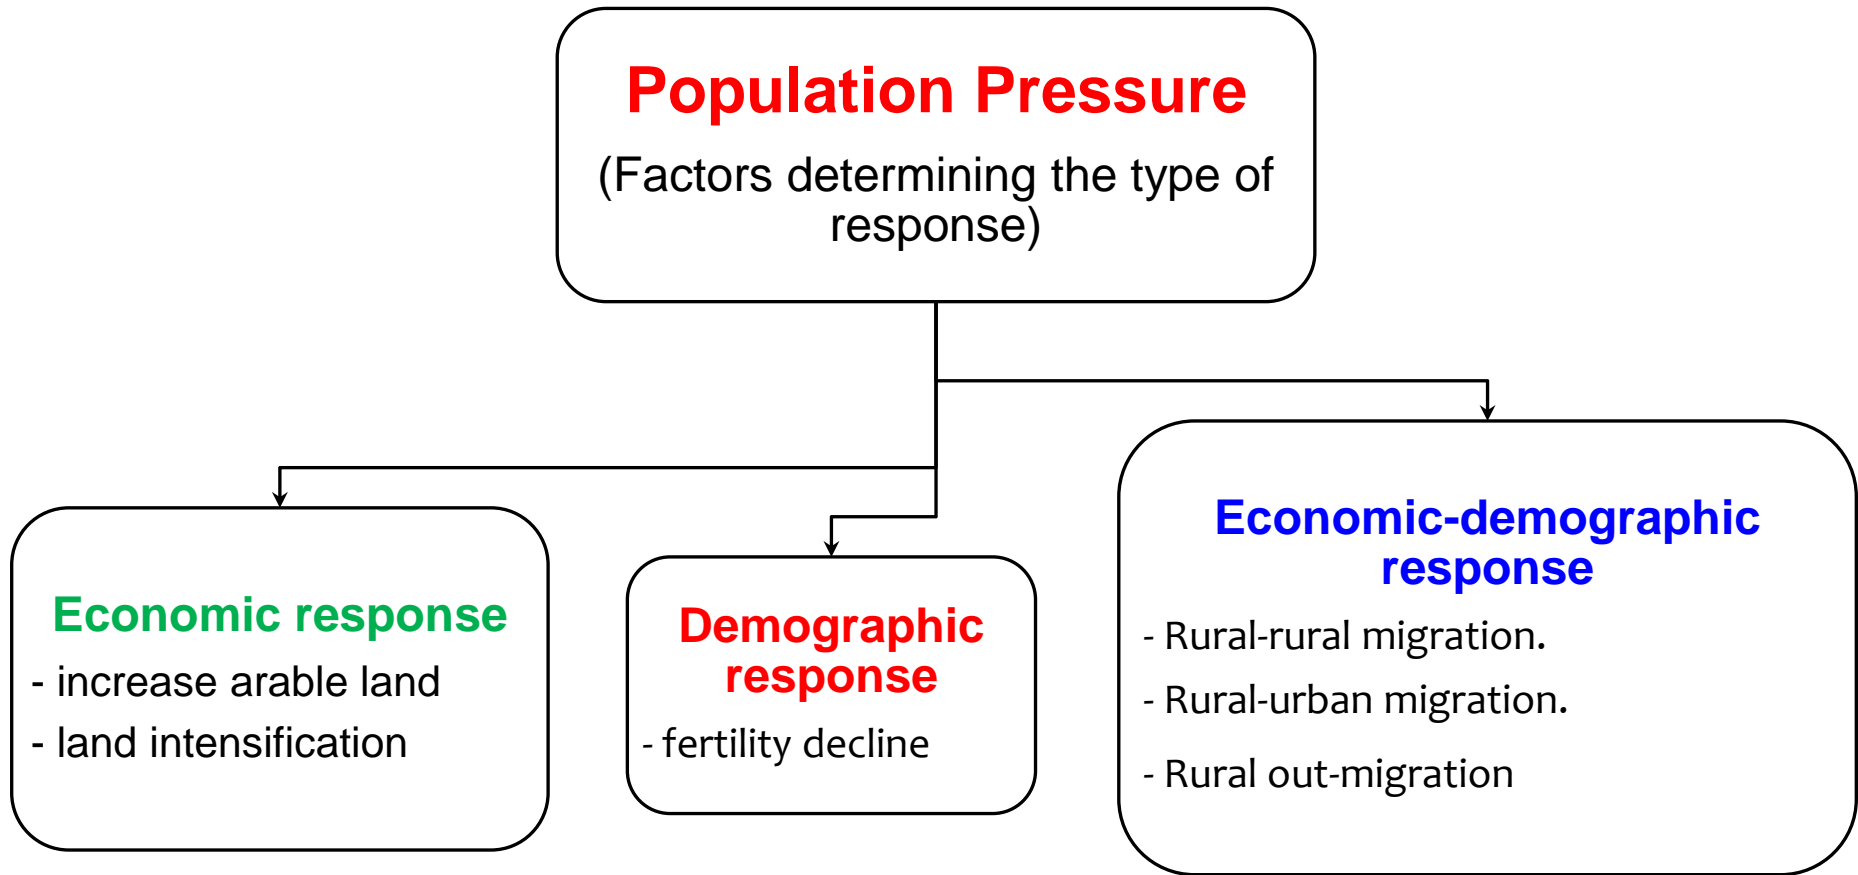 Population Pressure
(Factors determining the type of
response)
Economic response
- increase arable land
- land intensification
Demographic
response
- fertility decline
Economic-demographic
response
- Rural-rural migration.
- Rural-urban migration.
- Rural out-migration